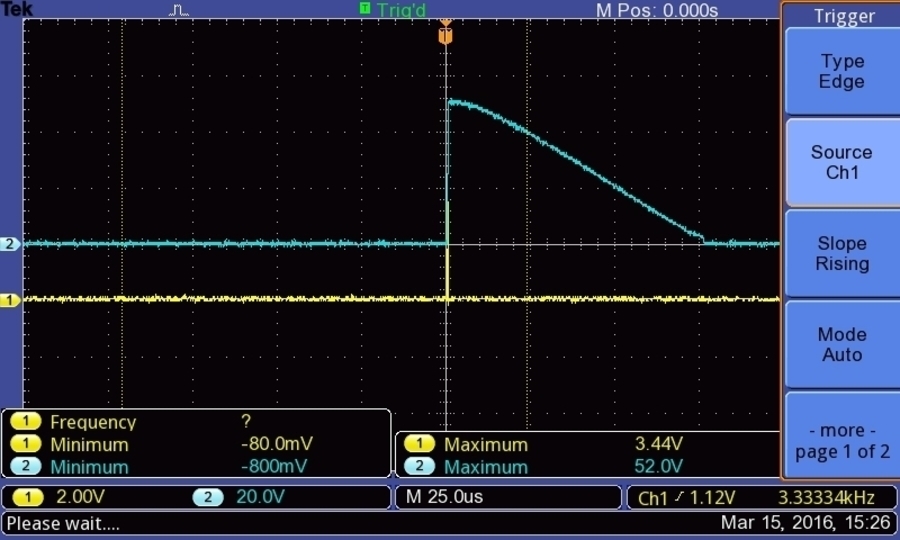 Tek
Trig'd
M Pos: 0.000s
T
Trigger
Type
Edge
Source
Ch1
Slope
Rising
Mode
Auto
- more -
page 1 of 2
2
1
1 Frequency ?
1 Minimum -80.0mV
2 Minimum -800mV
1 Maximum 3.44V
2 Maximum 52.0V
1 2.00V 2 20.0V M 25.0us Ch1 1.12V 3.33334kHz
Please wait.... Mar 15, 2016, 15:26